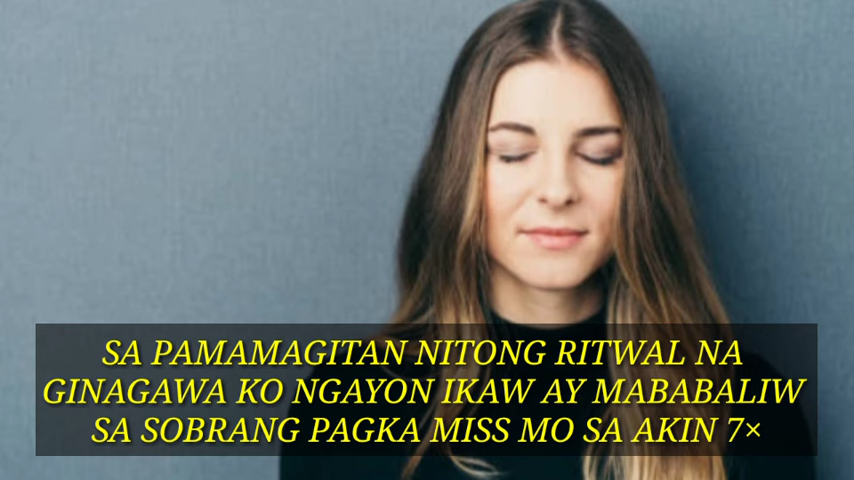 SA PAMAMAGITAN NITONG RITWAL NA
GINAGAWA KO NGAYON IKAW AY MABABALIW
SA SOBRANG PAGKA MISS MO SA AKIN 7×